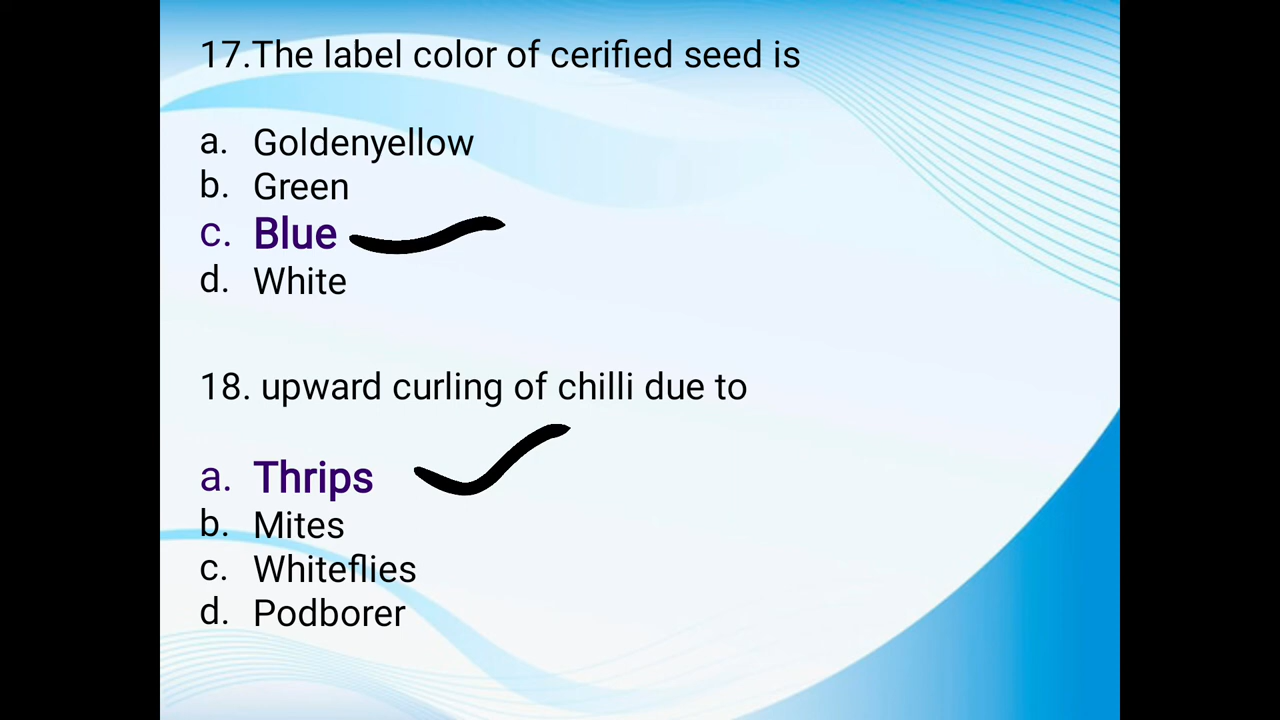 17.The label color of cerified seed is
a. Goldenyellow
b. Green
c. Blue
d. White
18. upward curling of chilli due to
a. Thrips
b. Mites
c. Whiteflies
d. Podborer